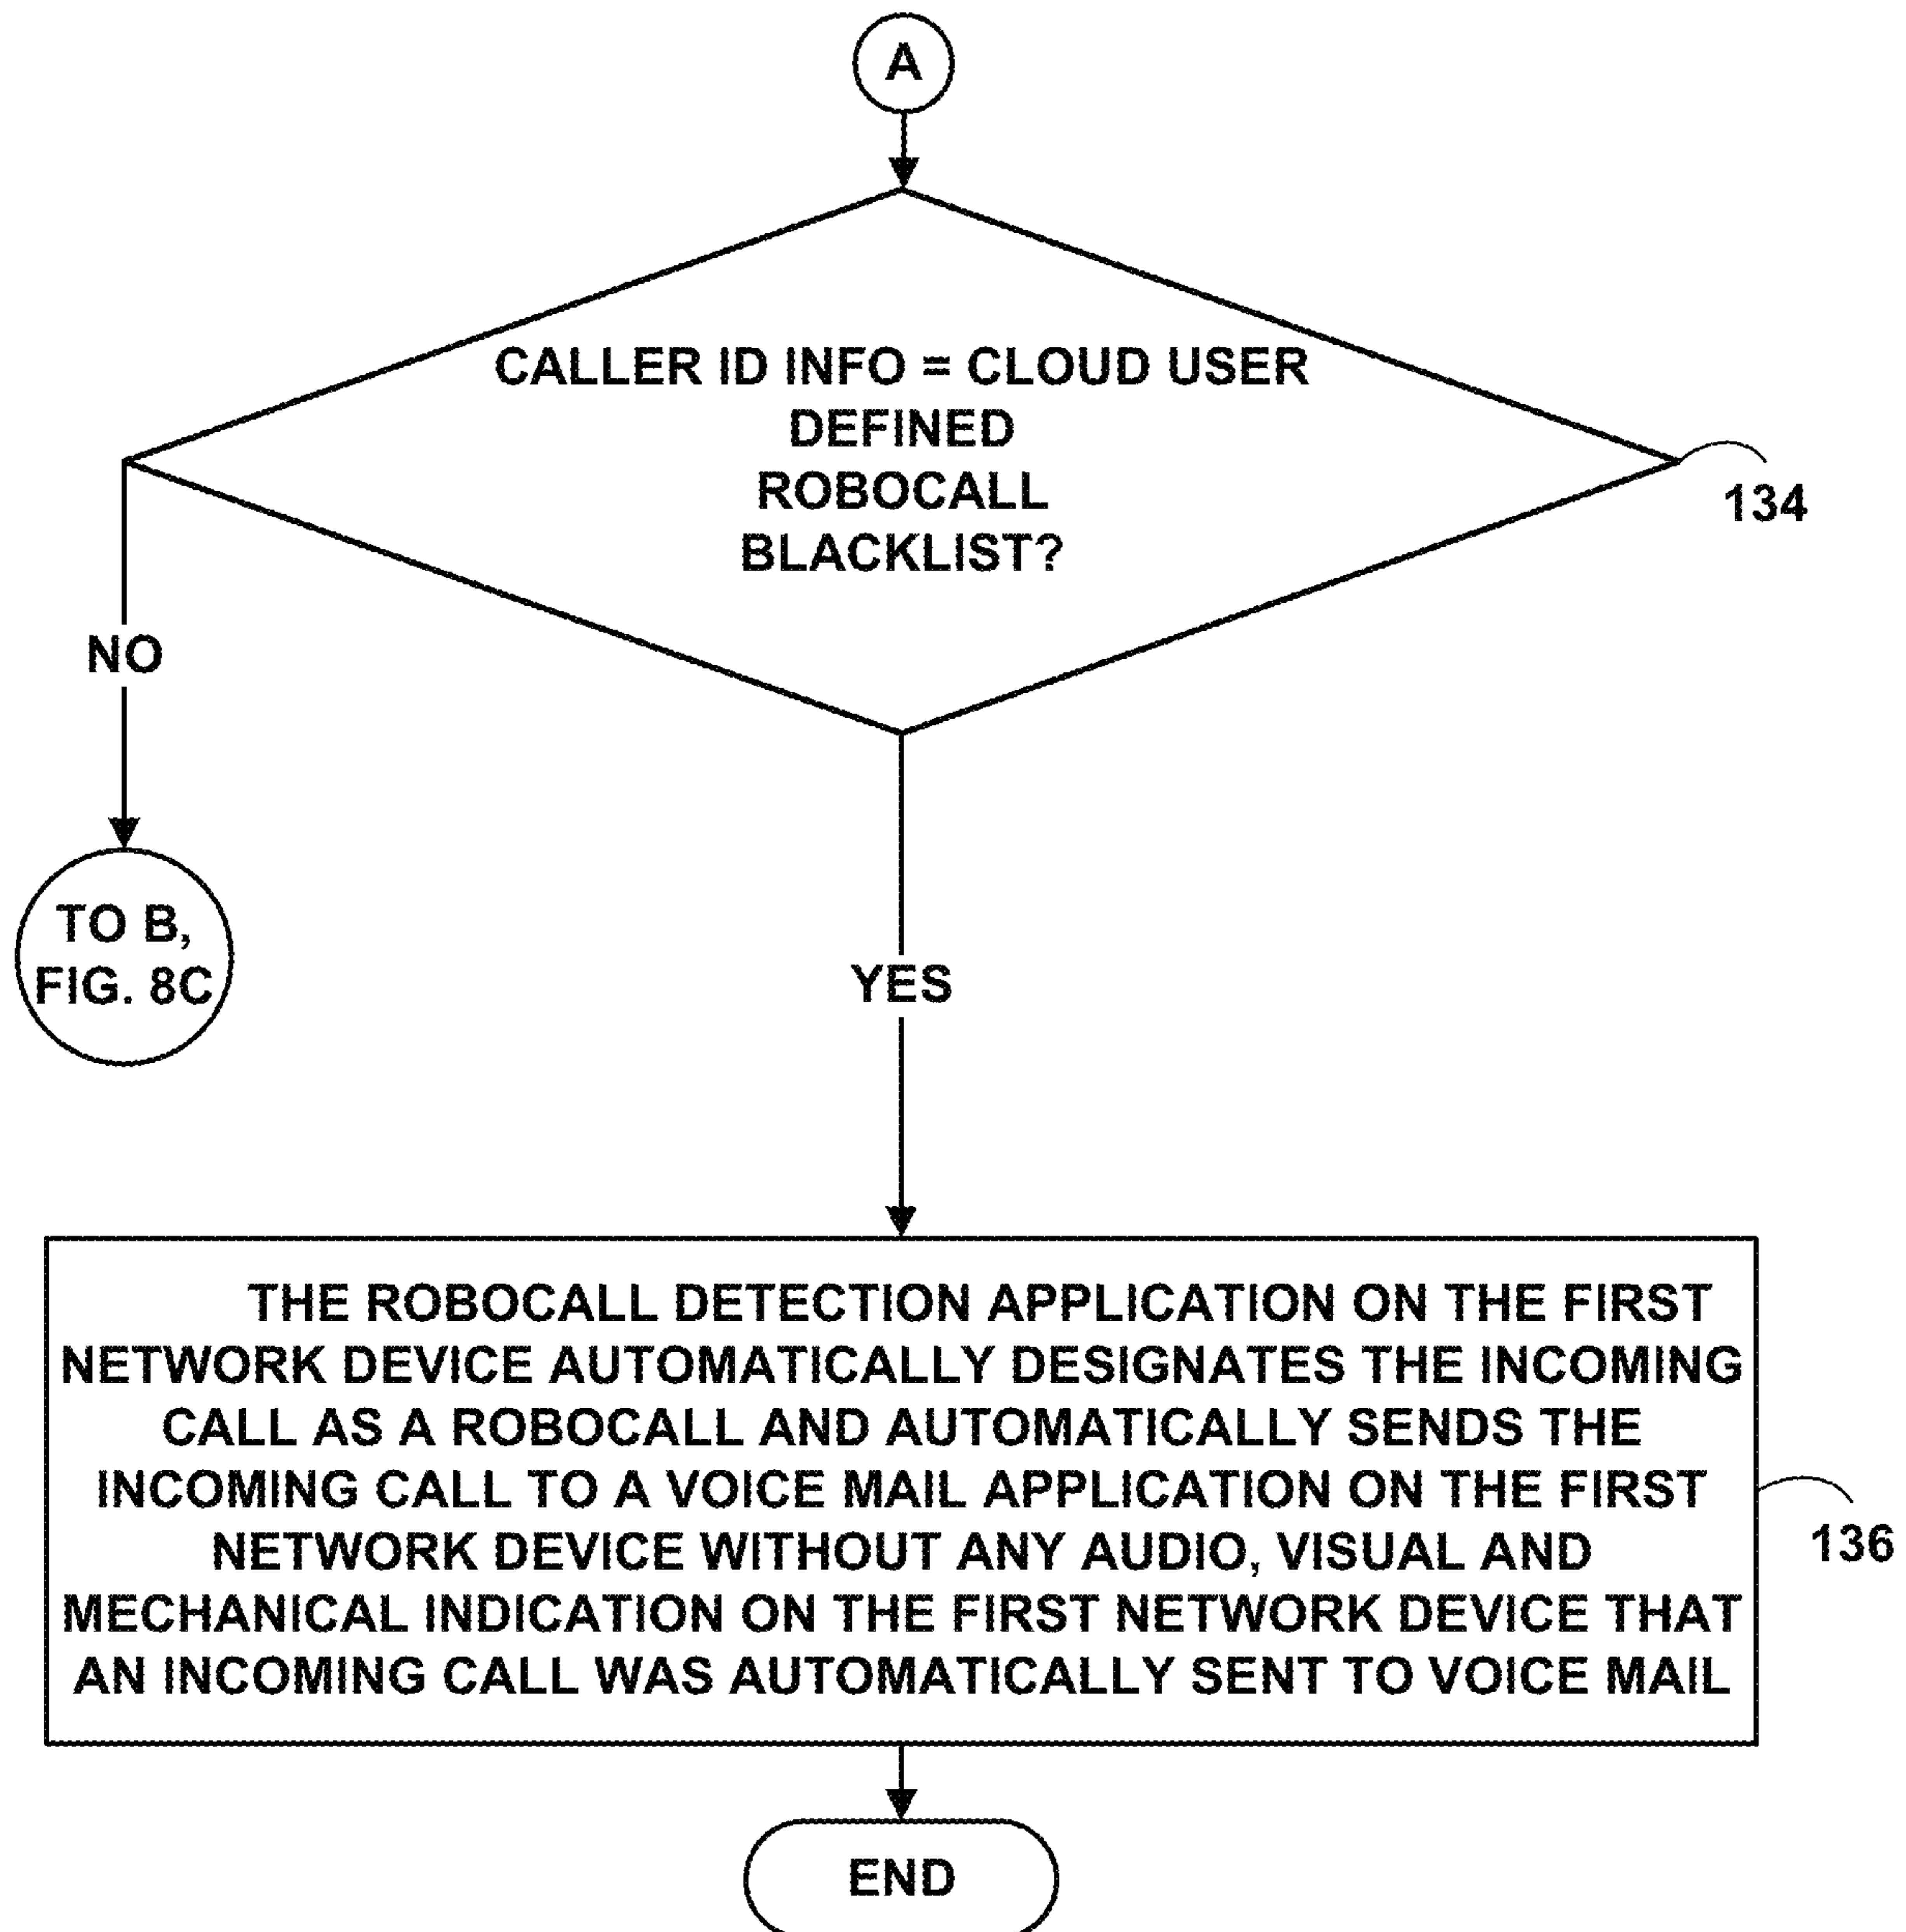 A
CALLER ID INFO = CLOUD USER
DEFINED
ROBOCALL
BLACKLIST?
134
NO
TO B,
FIG. 8C
YES
THE ROBOCALL DETECTION APPLICATION ON THE FIRST
NETWORK DEVICE AUTOMATICALLY DESIGNATES THE INCOMING
CALL AS A ROBOCALL AND AUTOMATICALLY SENDS THE
INCOMING CALL TO A VOICE MAIL APPLICATION ON THE FIRST
NETWORK DEVICE WITHOUT ANY AUDIO, VISUAL AND
MECHANICAL INDICATION ON THE FIRST NETWORK DEVICE THAT
AN INCOMING CALL WAS AUTOMATICALLY SENT TO VOICE MAIL
136
END